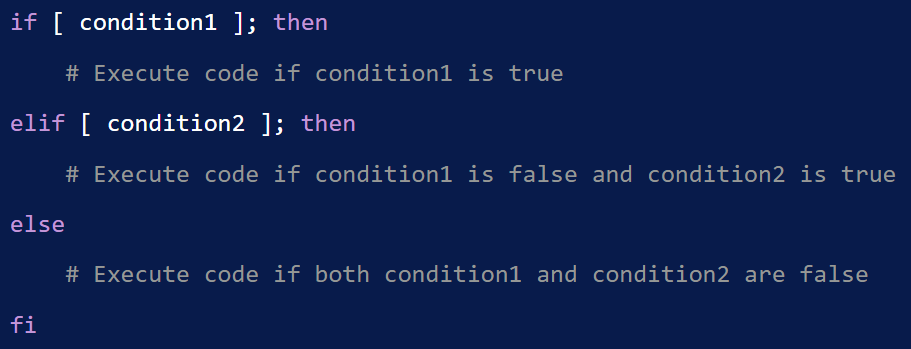 if [ condition1 ]; then
    # Execute code if condition1 is true
elif [ condition2 ]; then
    # Execute code if condition1 is false and condition2 is true
else
    # Execute code if both condition1 and condition2 are false
fi